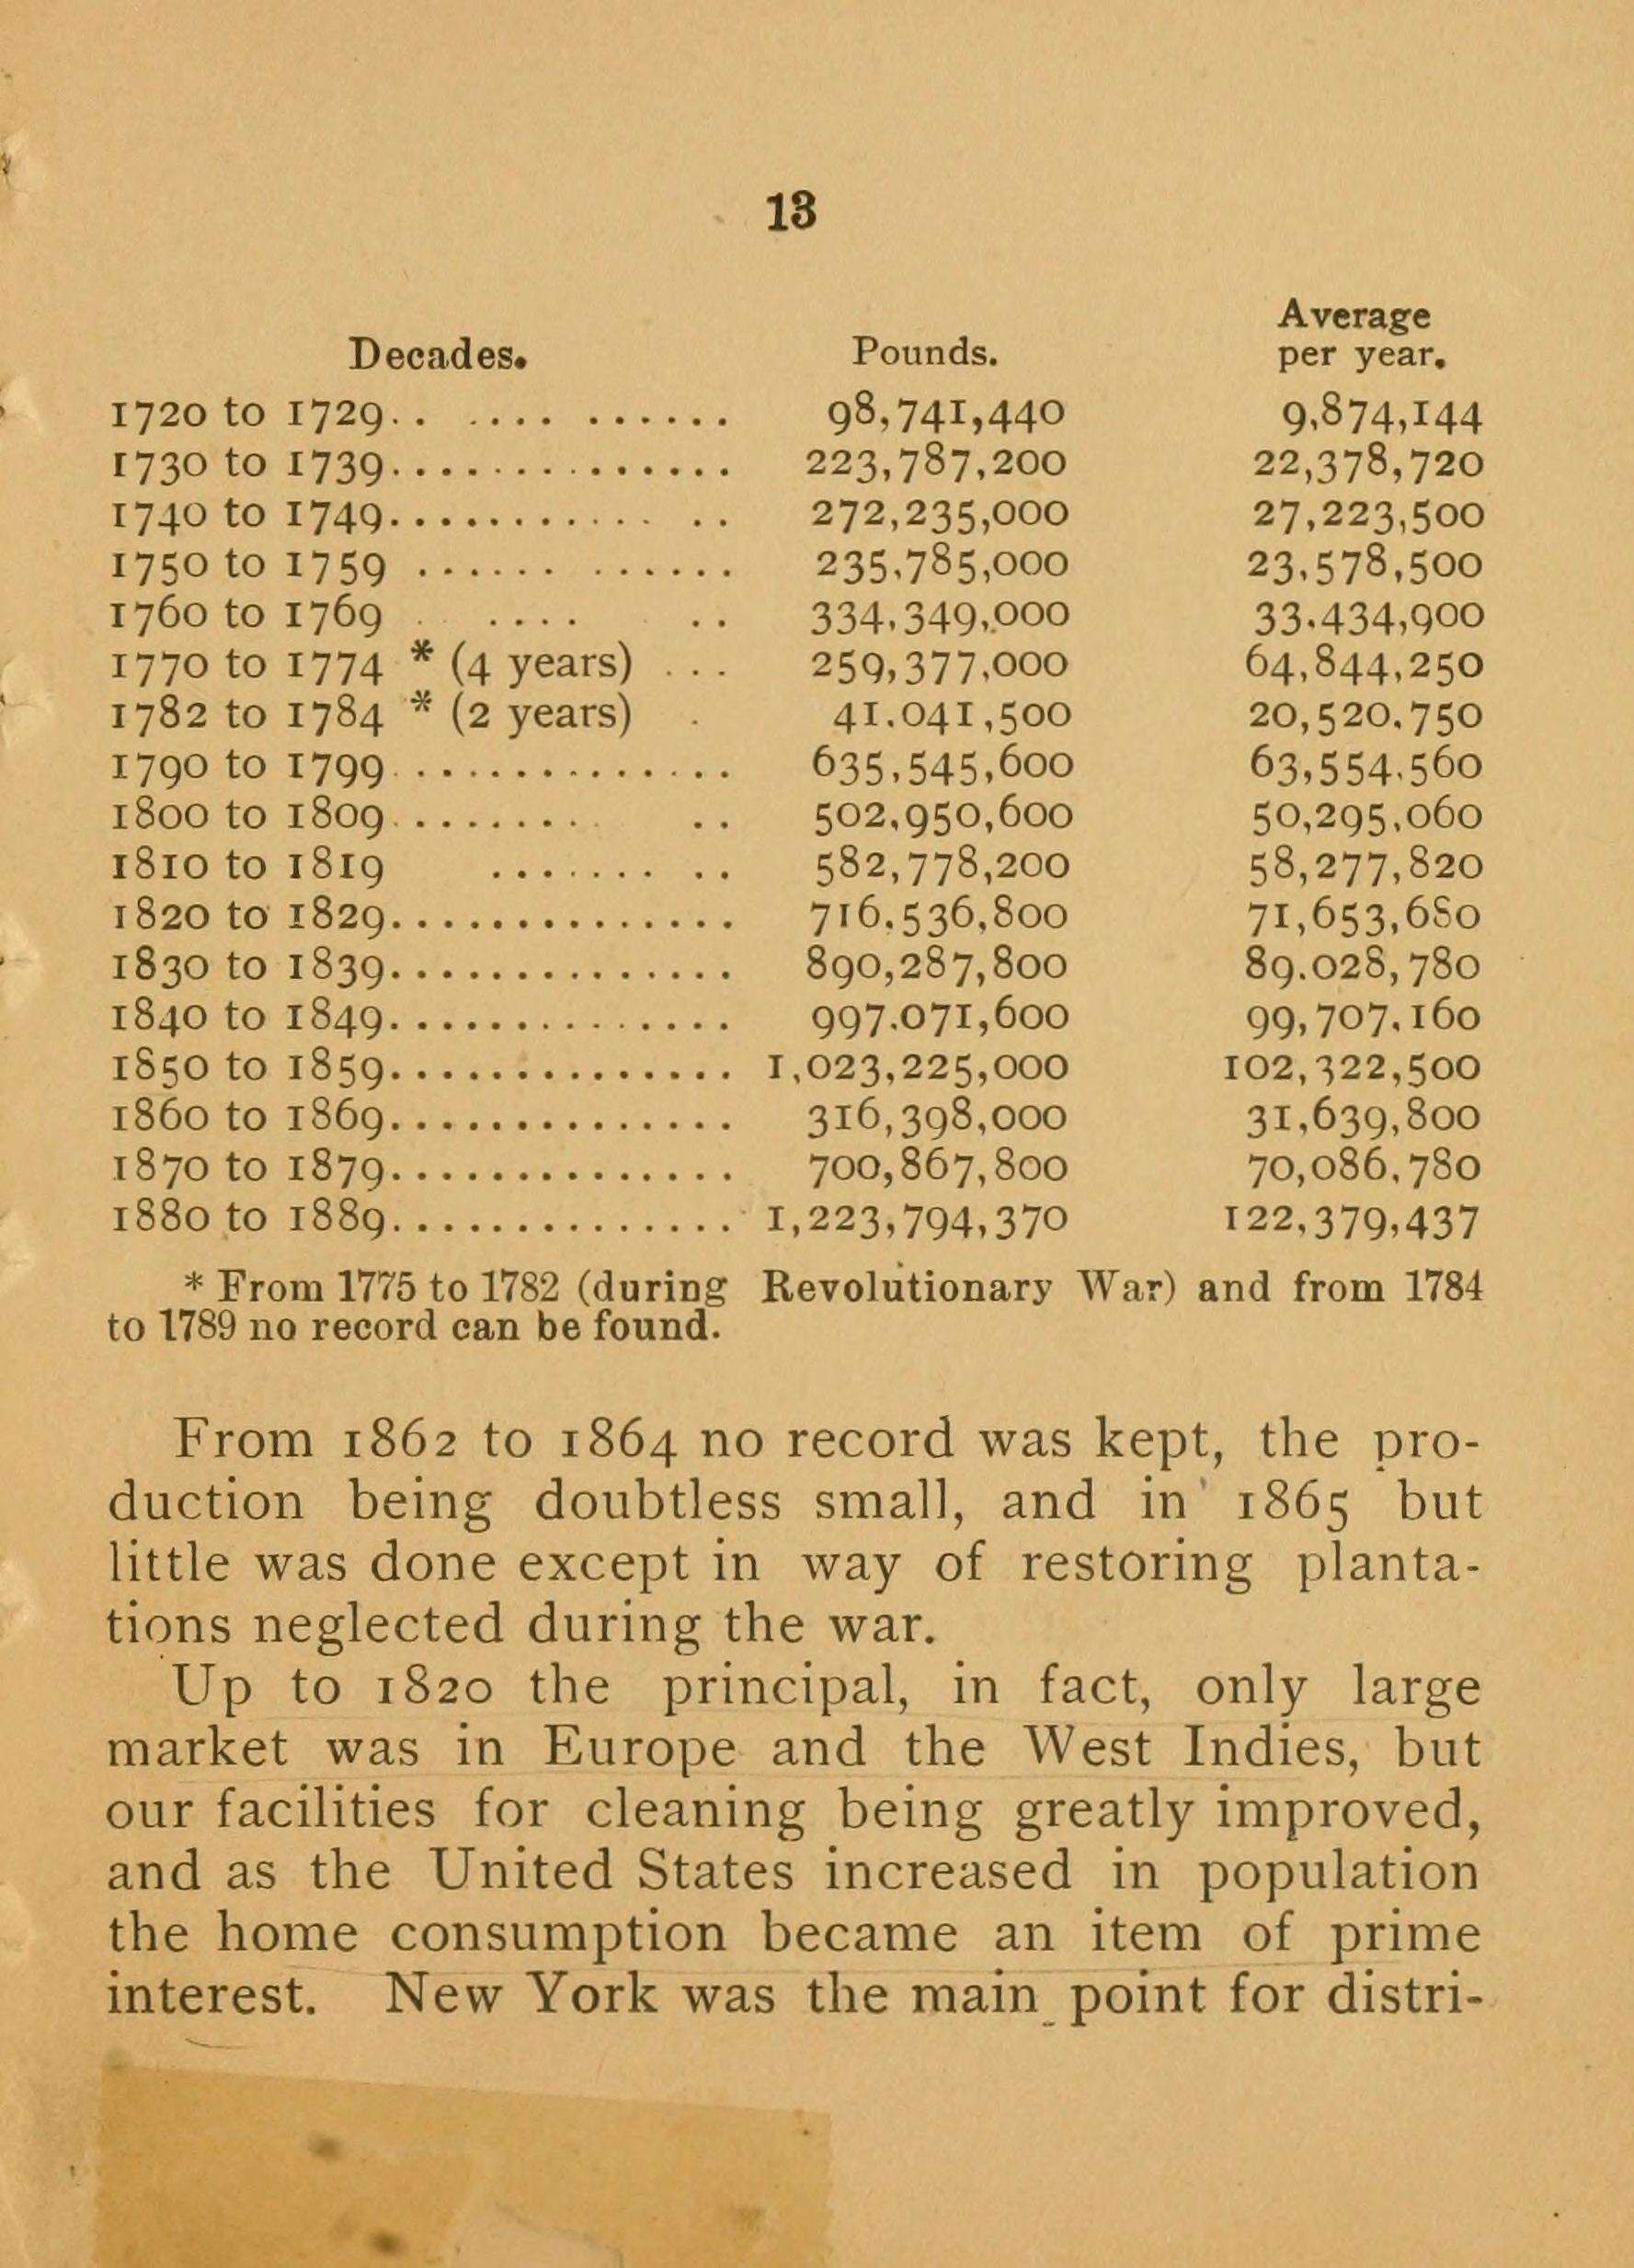 13
Decades. Pounds. Average per year.
1720 to 1729.. .... ...... 98,741,440 9,874,144
1730 to 1739.............. 223,787,200 22,378,720
1740 to 1749........... .. 272,235,000 27,223,500
1750 to 1759 ...... ...... 235,785,000 23,578,500
1760 to 1769 .... .. 334,349,000 33,434,900
1770 to 1774 * (4 years) ... 259,377,000 64,844,250
1782 to 1784 * (2 years) . 41,041,500 20,520,750
1790 to 1799.............. 635,545,600 63,554,560
1800 to 1809......... .. 502,950,600 50,295,060
1810 to 1819 ....... .. 582,778,200 58,277,820
1820 to 1829.............. 716,536,800 71,653,680
1830 to 1839.............. 890,287,800 89,028,780
1840 to 1849.............. 997,071,600 99,707,160
1850 to 1859.............. 1,023,225,000 102,322,500
1860 to 1869.............. 316,398,000 31,639,800
1870 to 1879.............. 700,867,800 70,086,780
1880 to 1889.............. 1,223,794,370 122,379,437
* From 1775 to 1782 (during Revolutionary War) and from 1784
to 1789 no record can be found.
From 1862 to 1864 no record was kept, the pro-
duction being doubtless small, and in 1865 but
little was done except in way of restoring planta-
tions neglected during the war.
Up to 1820 the principal, in fact, only large
market was in Europe and the West Indies, but
our facilities for cleaning being greatly improved,
and as the United States increased in population
the home consumption became an item of prime
interest. New York was the main point for distri-